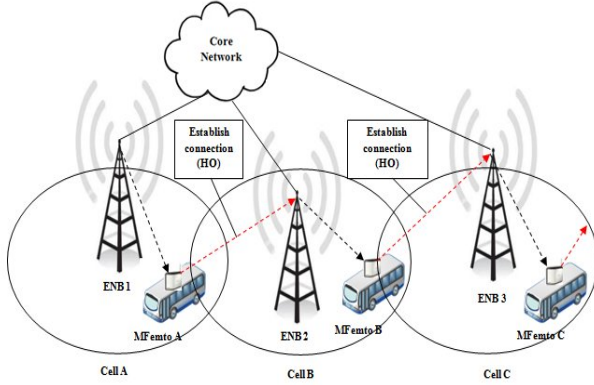 Core
Network
Establish
connection
(HO)
Establish
connection
(HO)
ENB 1
MFemto A
ENB 2
MFemto B
ENB 3
MFemto C
Cell A
Cell B
Cell C